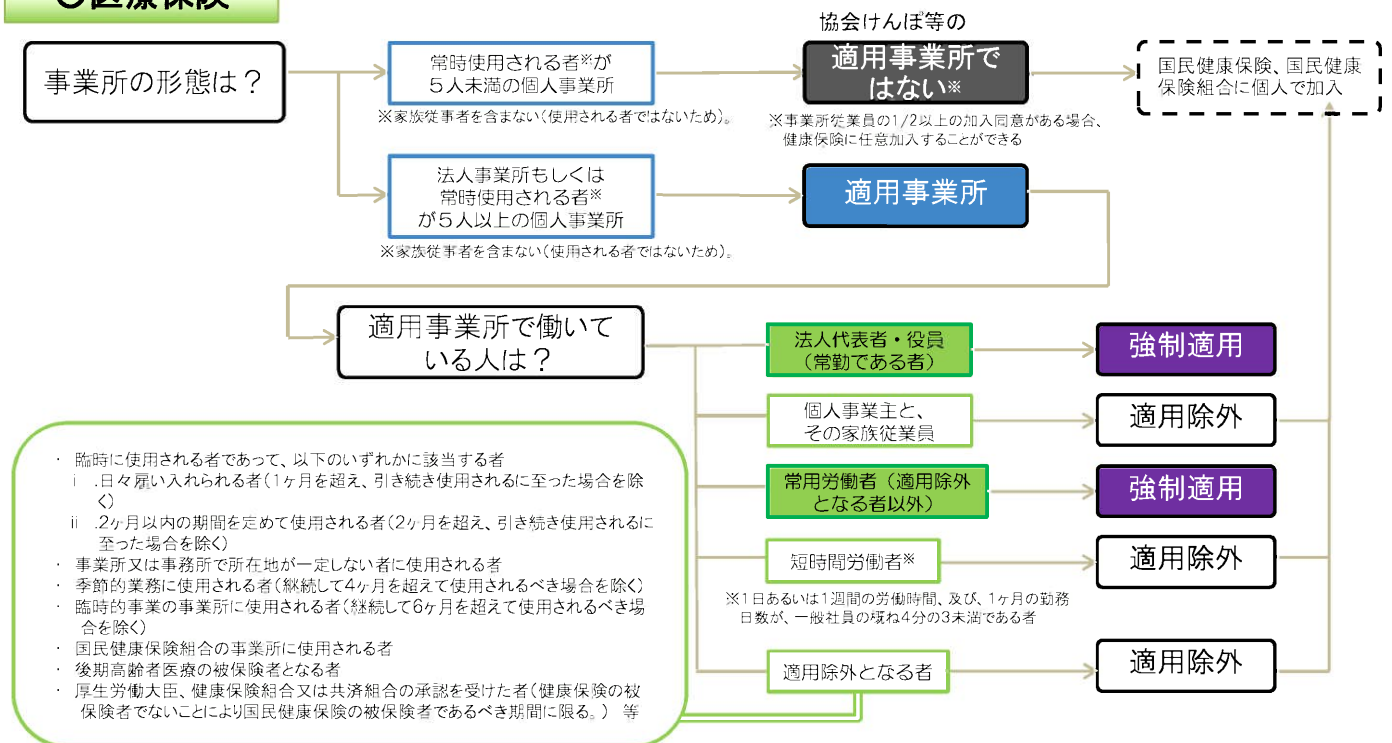 〇医療保険
事業所の形態は？
常時使用される者※が
５人未満の個人事業所
※家族従事者を含まない（使用される者ではないため）。
協会けんぽ等の
適用事業所で
はない※
※事業所従業員の1/2以上の加入同意がある場合、
健康保険に任意加入することができる
国民健康保険、国民健康
保険組合に個人で加入
法人事業所もしくは
常時使用される者※
が５人以上の個人事業所
※家族従事者を含まない（使用される者ではないため）。
適用事業所
適用事業所で働いて
いる人は？
法人代表者・役員
（常勤である者）
強制適用
個人事業主と、
その家族従業員
適用除外
常用労働者（適用除外
となる者以外）
強制適用
短時間労働者※
適用除外
※1日あるいは1週間の労働時間、及び、1ヶ月の勤務
日数が、一般社員の概ね4分の3未満である者
適用除外となる者
適用除外
・ 臨時に使用される者であって、以下のいずれかに該当する者
ⅰ .日々雇い入れられる者（1ヶ月を超え、引き続き使用されるに至った場合を除
く）
ⅱ .2ヶ月以内の期間を定めて使用される者（2ヶ月を超え、引き続き使用されるに
至った場合を除く）
・ 事業所又は事務所で所在地が一定しない者に使用される者
・ 季節的業務に使用される者（継続して4ヶ月を超えて使用されるべき場合を除く）
・ 臨時的事業の事業所に使用される者（継続して6ヶ月を超えて使用されるべき場
合を除く）
・ 国民健康保険組合の事業所に使用される者
・ 後期高齢者医療の被保険者となる者
・ 厚生労働大臣、健康保険組合又は共済組合の承認を受けた者（健康保険の被
保険者でないことにより国民健康保険の被保険者であるべき期間に限る。） 等